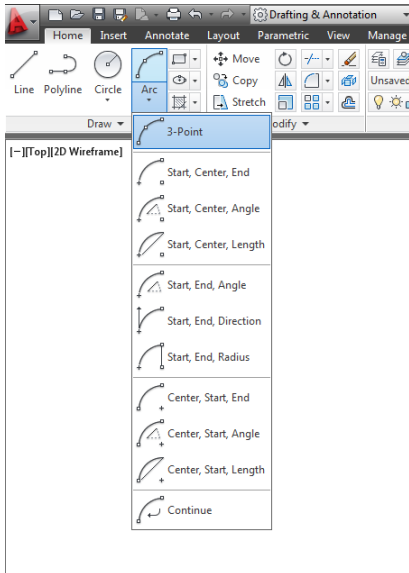 Drafting & Annotation
Home Insert Annotate Layout Parametric View Manage
Line Polyline Circle Arc
Move
Copy
Stretch
Unsaved
Draw
odify
[–][Top][2D Wireframe]
3-Point
Start, Center, End
Start, Center, Angle
Start, Center, Length
Start, End, Angle
Start, End, Direction
Start, End, Radius
Center, Start, End
Center, Start, Angle
Center, Start, Length
Continue